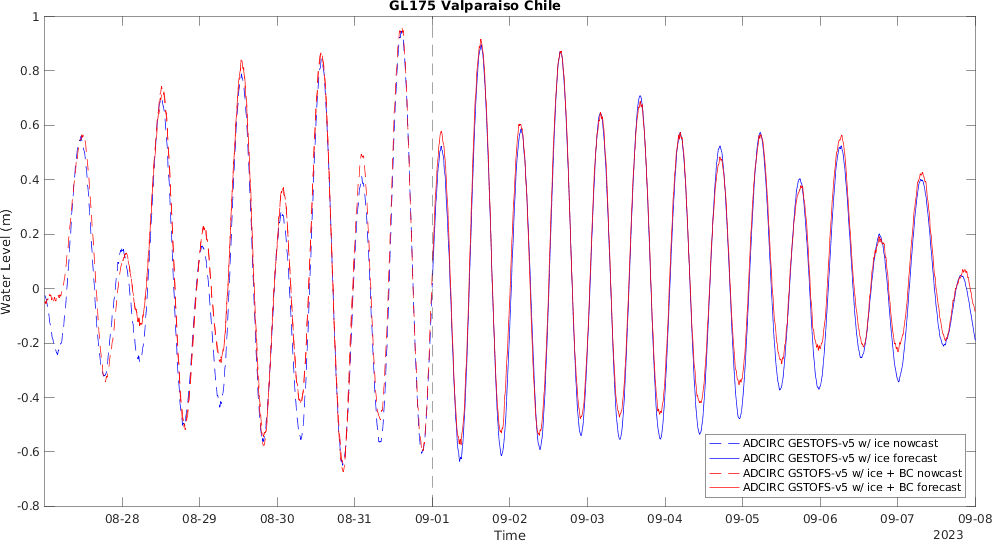 GL175 Valparaiso Chile
1
0.8
0.6
0.4
0.2
0
-0.2
-0.4
-0.6
-0.8
Water Level (m)
ADCIRC GESTOFS-v5 w/ ice nowcast
ADCIRC GESTOFS-v5 w/ ice forecast
ADCIRC GSTOFS-v5 w/ ice + BC nowcast
ADCIRC GSTOFS-v5 w/ ice + BC forecast
08-28 08-29 08-30 08-31 09-01 09-02 09-03 09-04 09-05 09-06 09-07 09-08
Time
2023